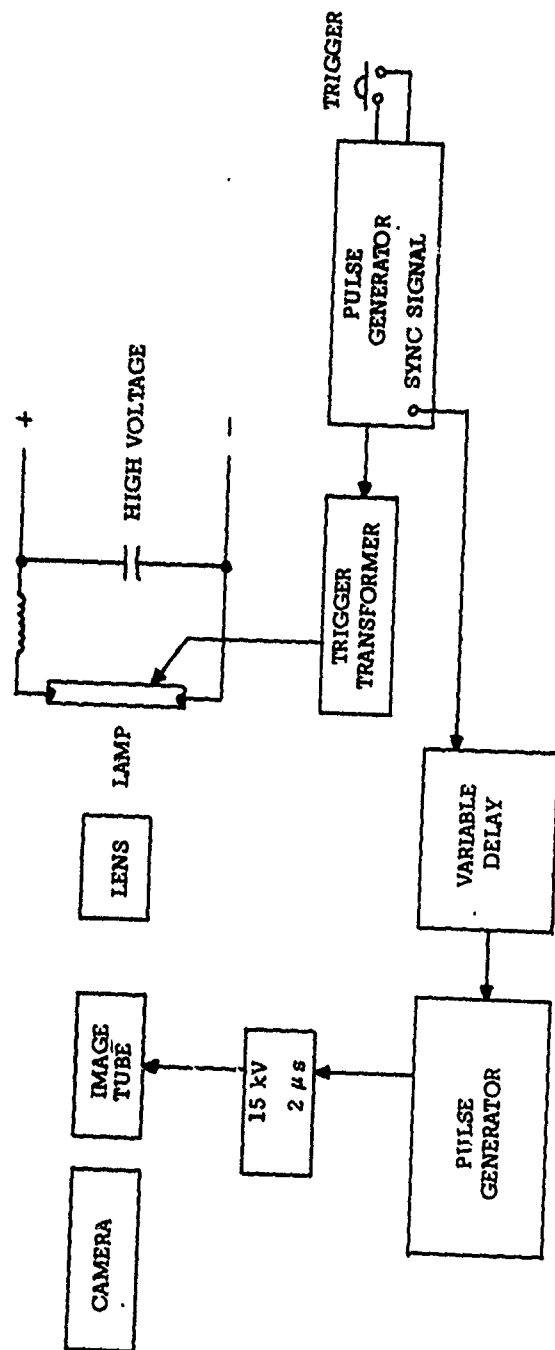 CAMERA
IMAGE
TUBE
LENS
LAMP
+
HIGH VOLTAGE
-
15 kV
2 μs
TRIGGER
TRANSFORMER
PULSE
GENERATOR
SYNC SIGNAL
TRIGGER
PULSE
GENERATOR
VARIABLE
DELAY